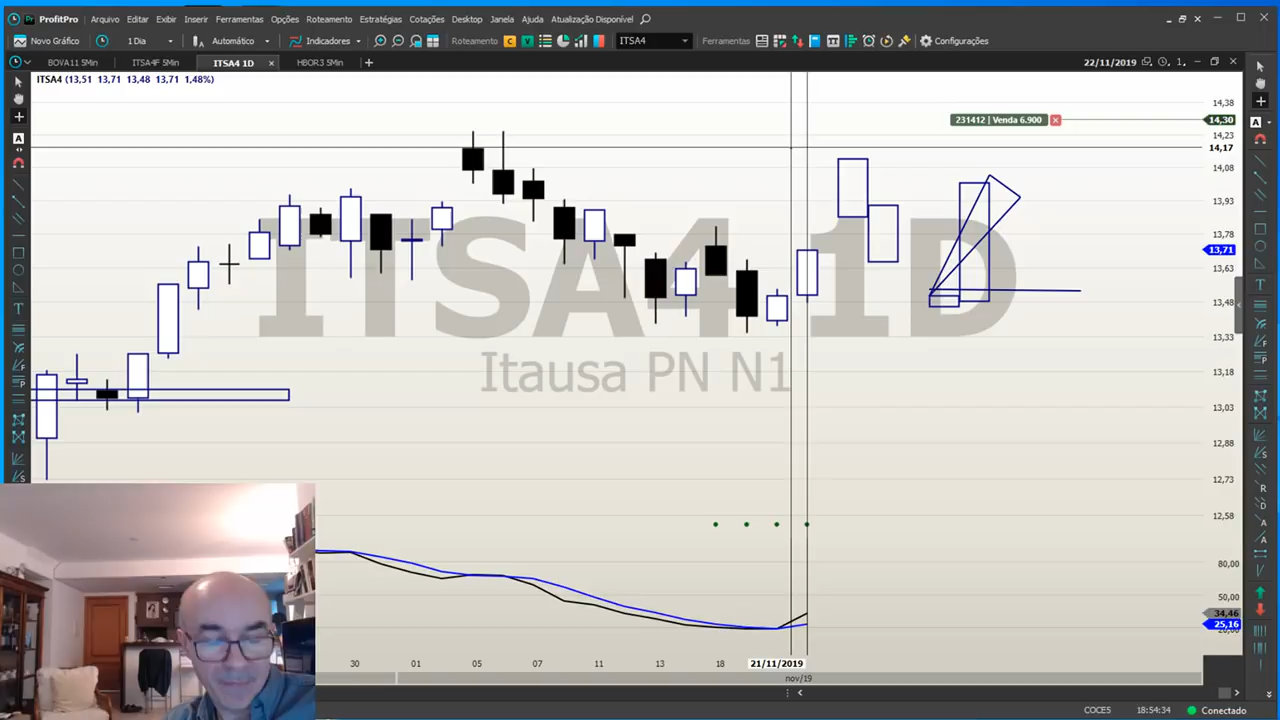 ProfitPro Arquivo Editar Exibir Inserir Ferramentas Opções Roteamento Estratégias Cotações Desktop Janela Ajuda Atualização Disponível
Novo Gráfico 1 Dia Automático Indicadores Roteamento C V ITSA4 Ferramentas Configurações
BOVA11 5Min ITSA4F 5Min ITSA4 1D HBOR3 5Min 22/11/2019
ITSA4 (13,51 13,71 13,48 13,71 1,48%)
14,38
231412 | Venda 6.900 14,30
14,23
14,17
14,08
13,93
13,78
13,71
13,63
13,48
13,33
13,18
13,03
12,88
12,73
12,58
ITSA4 1D
Itausa PN N1
80,00
50,00
34,46
25,16
30 01 05 07 11 13 18 21/11/2019
nov/19
COCE5 18:54:34 Conectado